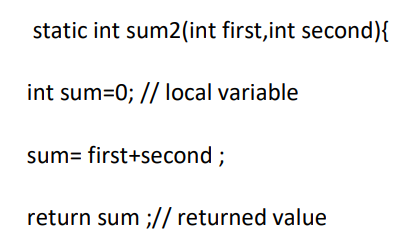 static int sum2(int first,int second){
int sum=0; // local variable
sum= first+second ;
return sum ;// returned value